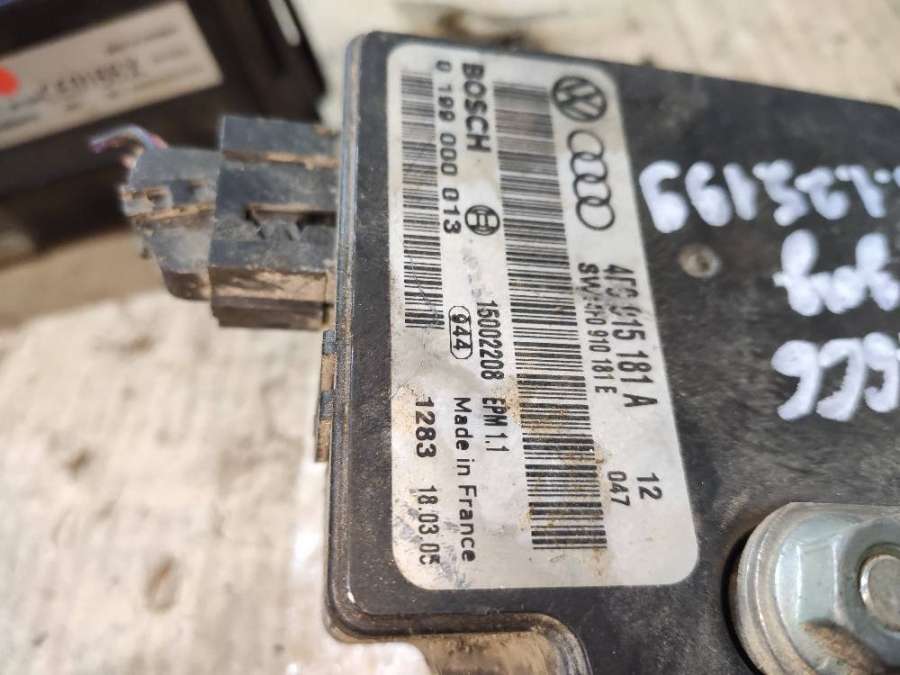 4F0 915 181 A 12
SW 4F0 910 181 E 047
BOSCH
0 199 000 013
15002208 EPM 1.1
944 Made in France
1283 18.03.05